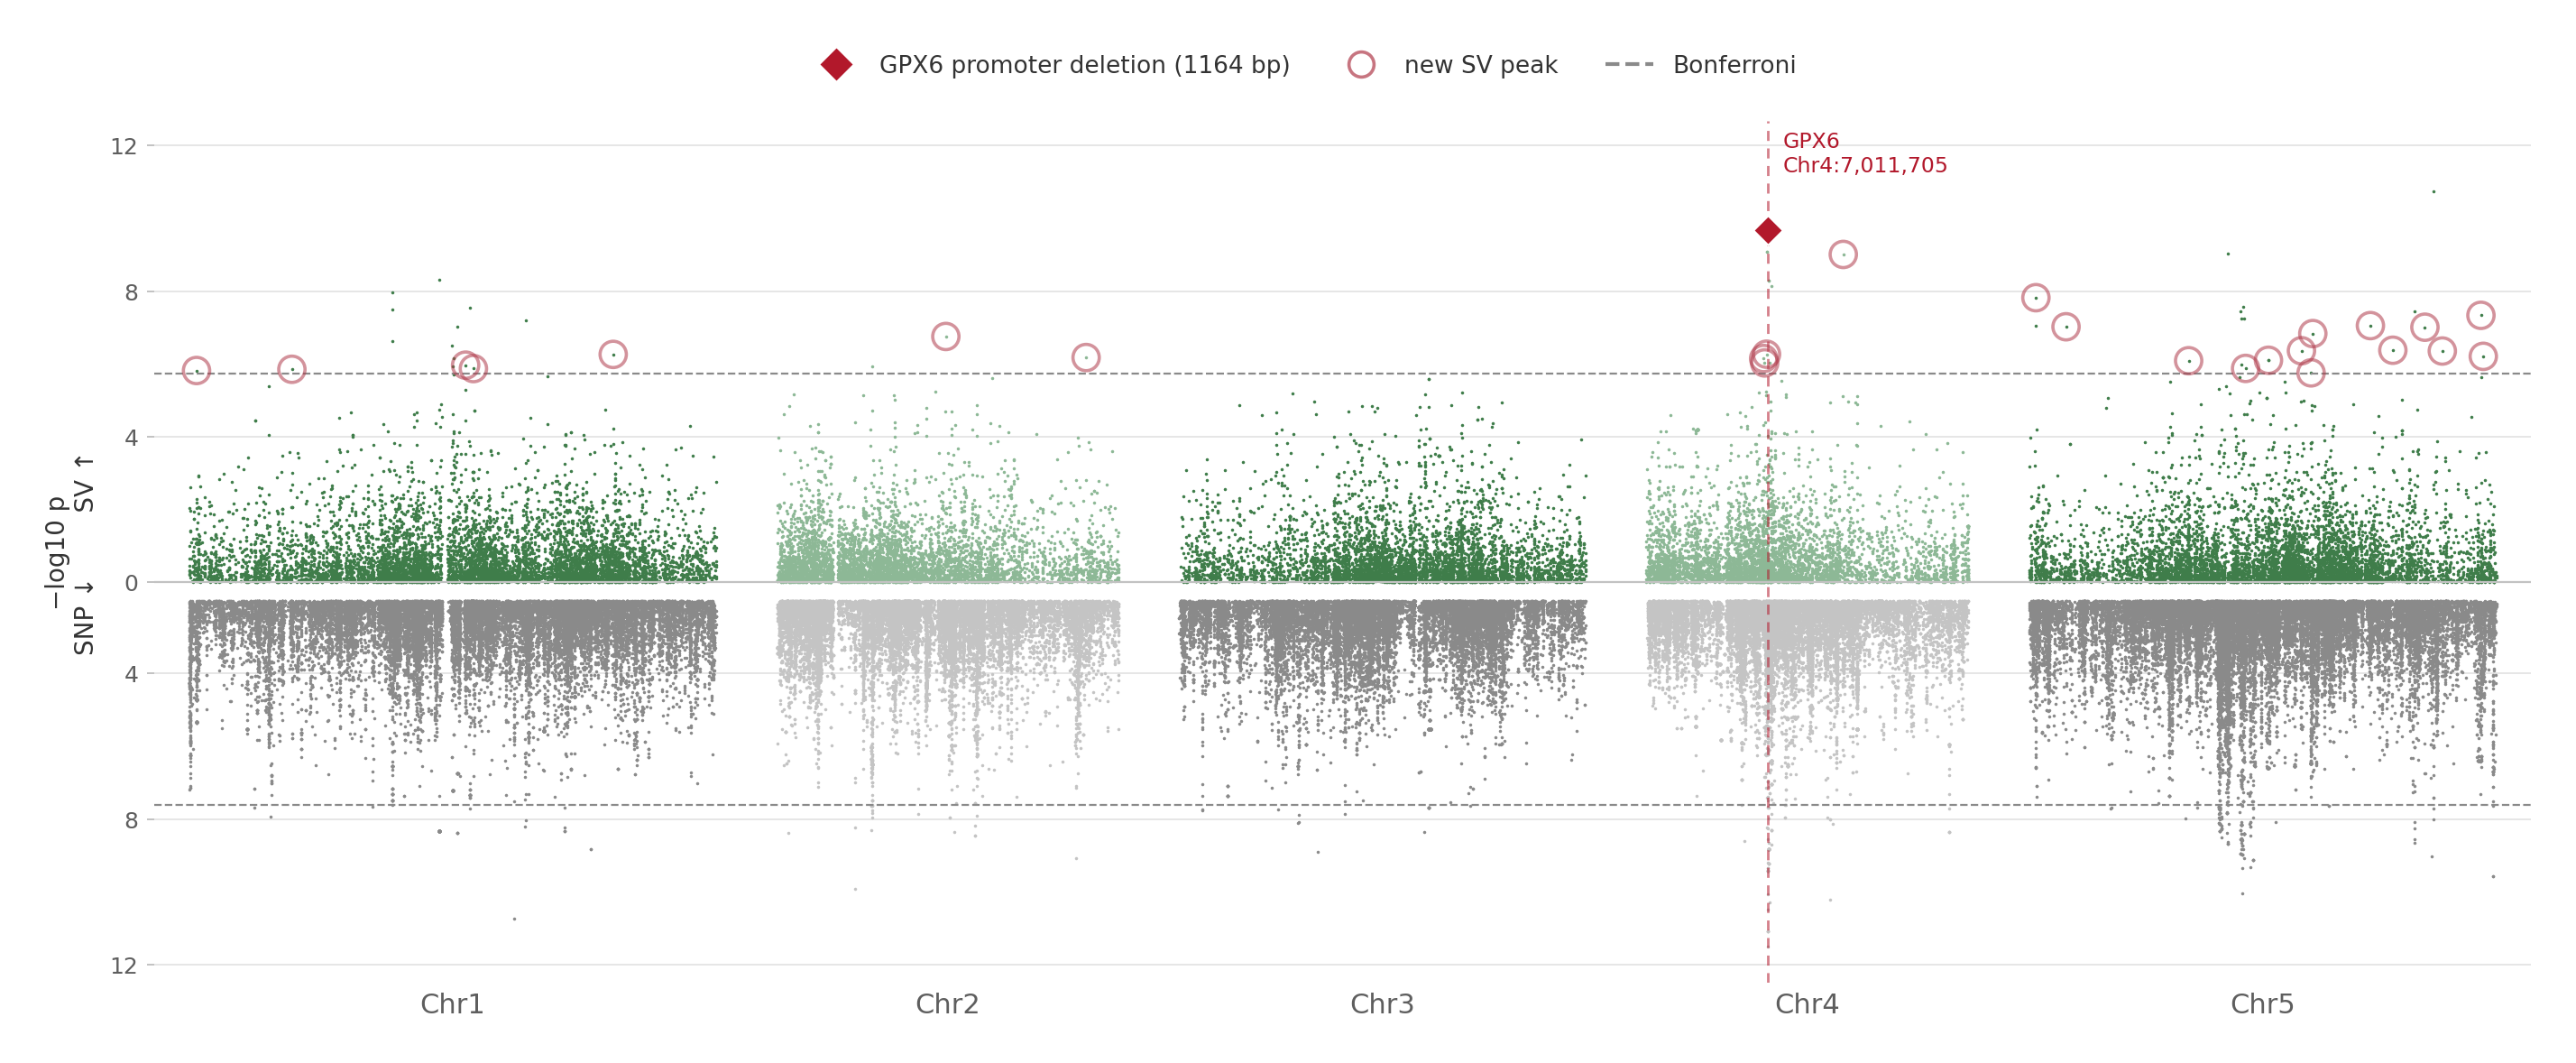 GPX6 promoter deletion (1164 bp)
new SV peak
Bonferroni
GPX6
Chr4:7,011,705
12
8
4
0
4
8
12
−log10 p
SNP ↓ SV ↑
Chr1
Chr2
Chr3
Chr4
Chr5